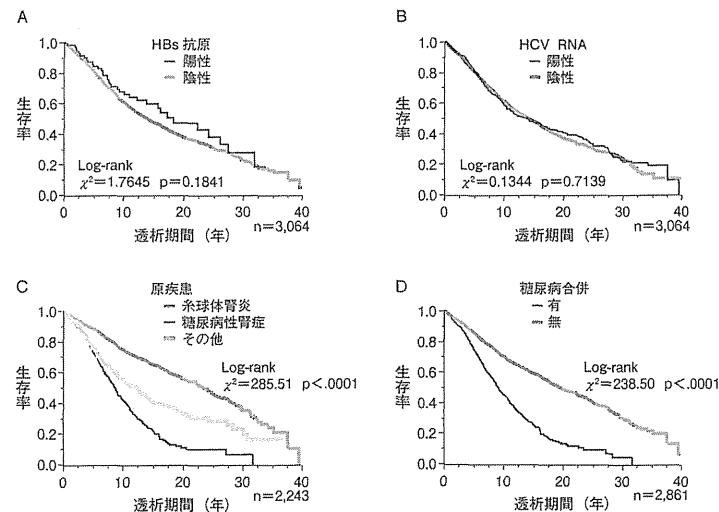 A
HBs 抗原
陽性
陰性
生存率
1.0
0.8
0.6
0.4
0.2
0.0
Log-rank
χ²=1.7645 p=0.1841
0 10 20 30 40
透析期間 (年)
n=3,064
B
HCV RNA
陽性
陰性
生存率
1.0
0.8
0.6
0.4
0.2
0.0
Log-rank
χ²=0.1344 p=0.7139
0 10 20 30 40
透析期間 (年)
n=3,064
C
原疾患
糸球体腎炎
糖尿病性腎症
その他
生存率
1.0
0.8
0.6
0.4
0.2
0.0
Log-rank
χ²=285.51 p<.0001
0 10 20 30 40
透析期間 (年)
n=2,243
D
糖尿病合併
有
無
生存率
1.0
0.8
0.6
0.4
0.2
0.0
Log-rank
χ²=238.50 p<.0001
0 10 20 30 40
透析期間 (年)
n=2,861